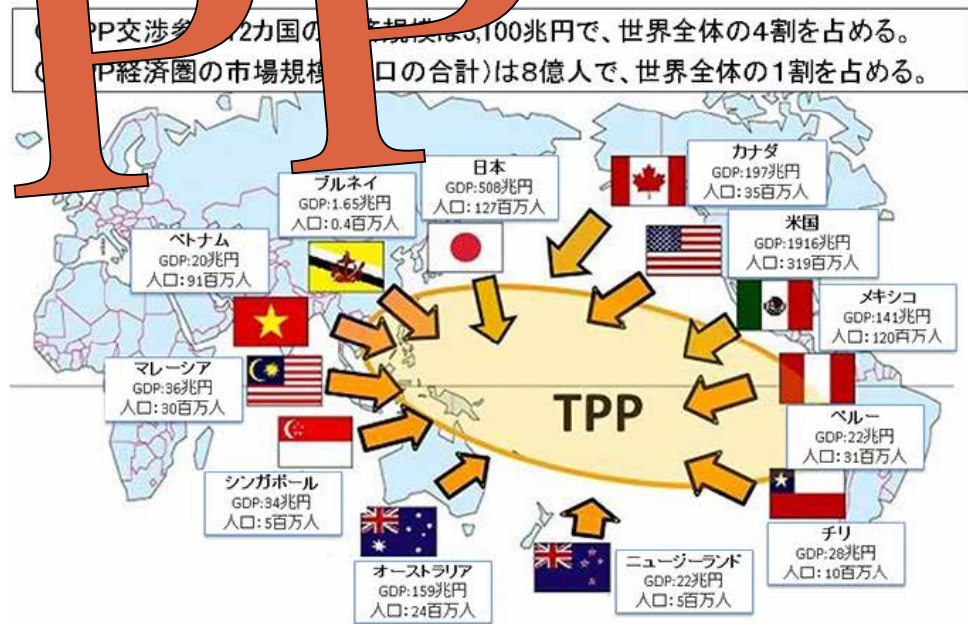 PP
PP交渉参 12カ国の 規模は3,100兆円で、世界全体の4割を占める。
経済圏の市場規模 口の合計)は8億人で、世界全体の1割を占める。
カナダ
GDP:197兆円
人口:35百万人
日本
GDP:508兆円
人口:127百万人
ブルネイ
GDP:1.65兆円
人口:0.4百万人
米国
GDP:1916兆円
人口:319百万人
ベトナム
GDP:20兆円
人口:91百万人
メキシコ
GDP:141兆円
人口:120百万人
マレーシア
GDP:36兆円
人口:30百万人
TPP
ペルー
GDP:22兆円
人口:31百万人
シンガポール
GDP:34兆円
人口:5百万人
チリ
GDP:28兆円
人口:10百万人
ニュージーランド
GDP:22兆円
人口:5百万人
オーストラリア
GDP:159兆円
人口:24百万人